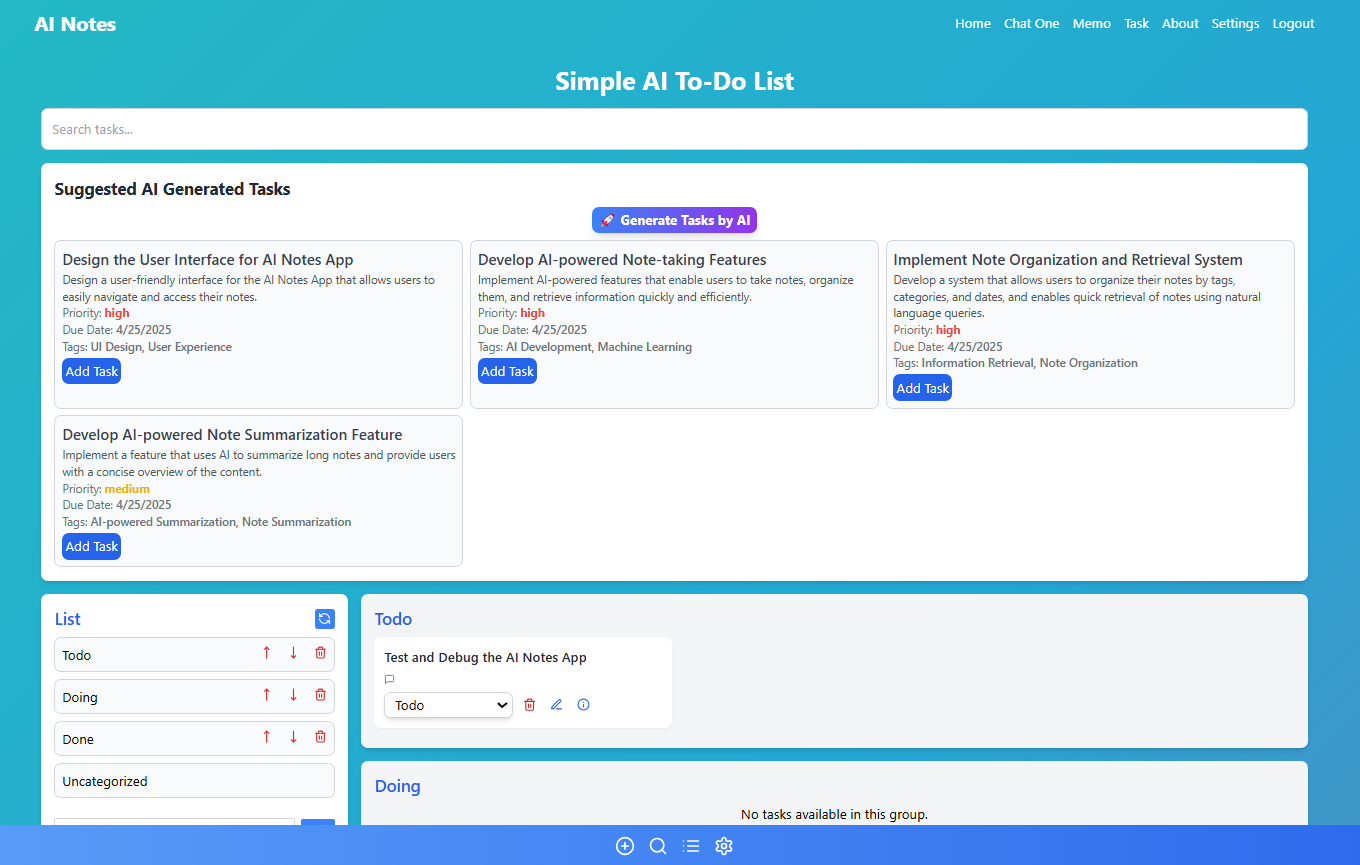 AI Notes
Home Chat One Memo Task About Settings Logout
Simple AI To-Do List
Search tasks...
Suggested AI Generated Tasks
🚀 Generate Tasks by AI
Design the User Interface for AI Notes App
Design a user-friendly interface for the AI Notes App that allows users to
easily navigate and access their notes.
Priority: high
Due Date: 4/25/2025
Tags: UI Design, User Experience
Add Task
Develop AI-powered Note-taking Features
Implement AI-powered features that enable users to take notes, organize
them, and retrieve information quickly and efficiently.
Priority: high
Due Date: 4/25/2025
Tags: AI Development, Machine Learning
Add Task
Implement Note Organization and Retrieval System
Develop a system that allows users to organize their notes by tags,
categories, and dates, and enables quick retrieval of notes using natural
language queries.
Priority: high
Due Date: 4/25/2025
Tags: Information Retrieval, Note Organization
Add Task
Develop AI-powered Note Summarization Feature
Implement a feature that uses AI to summarize long notes and provide users
with a concise overview of the content.
Priority: medium
Due Date: 4/25/2025
Tags: AI-powered Summarization, Note Summarization
Add Task
List
Todo
Doing
Done
Uncategorized
Todo
Test and Debug the AI Notes App
Todo
Doing
No tasks available in this group.